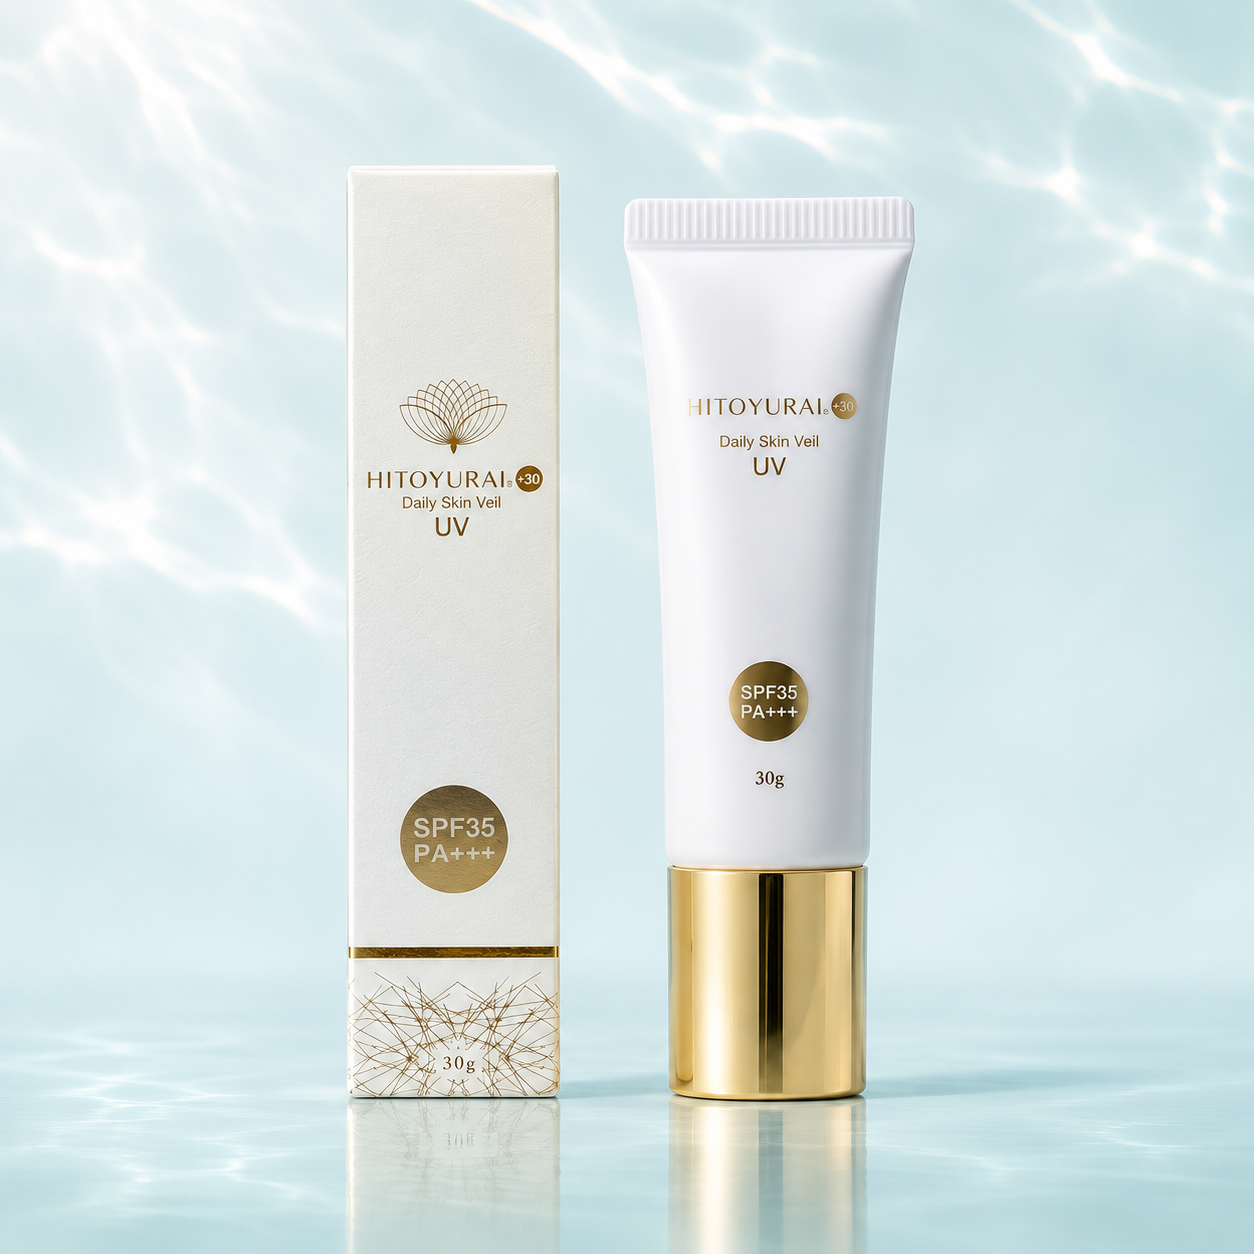 HITOYURAI® +30
Daily Skin Veil
UV
SPF35
PA+++
30g
HITOYURAI® +30
Daily Skin Veil
UV
SPF35
PA+++
30g